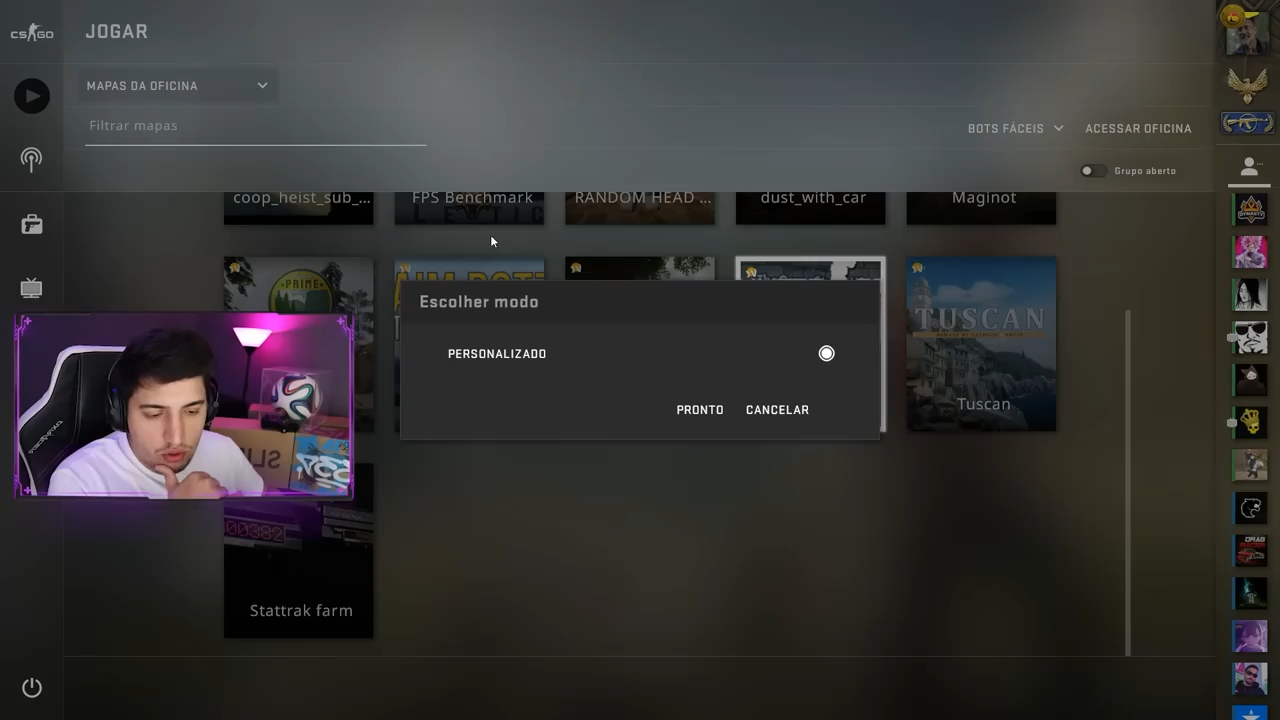 CS GO
JOGAR
MAPAS DA OFICINA
Filtrar mapas
BOTS FÁCEIS
ACESSAR OFICINA
Grupo aberto
coop_heist_sub_...
FPS Benchmark
RANDOM HEAD ...
dust_with_car
Maginot
PRIME
TUSCAN
Tuscan
Escolher modo
PERSONALIZADO
PRONTO
CANCELAR
Stattrak farm